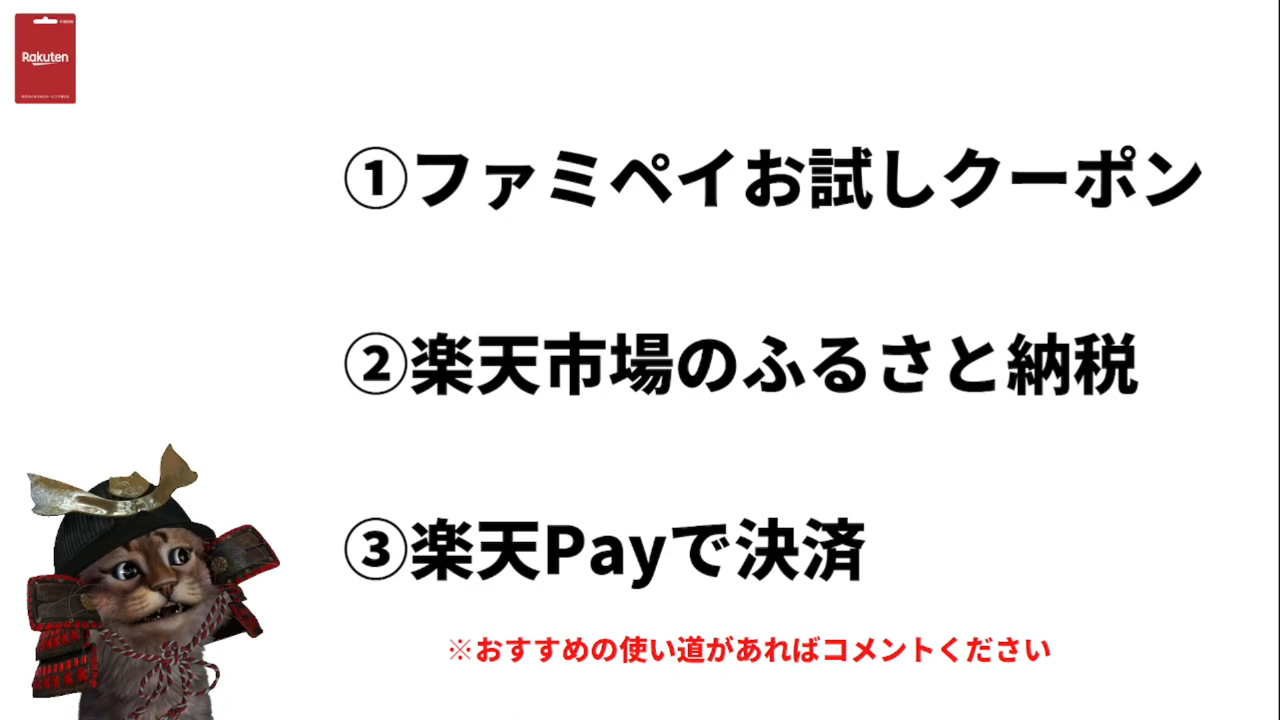 Rakuten
①ファミペイお試しクーポン
②楽天市場のふるさと納税
③楽天Payで決済
※おすすめの使い道があればコメントください